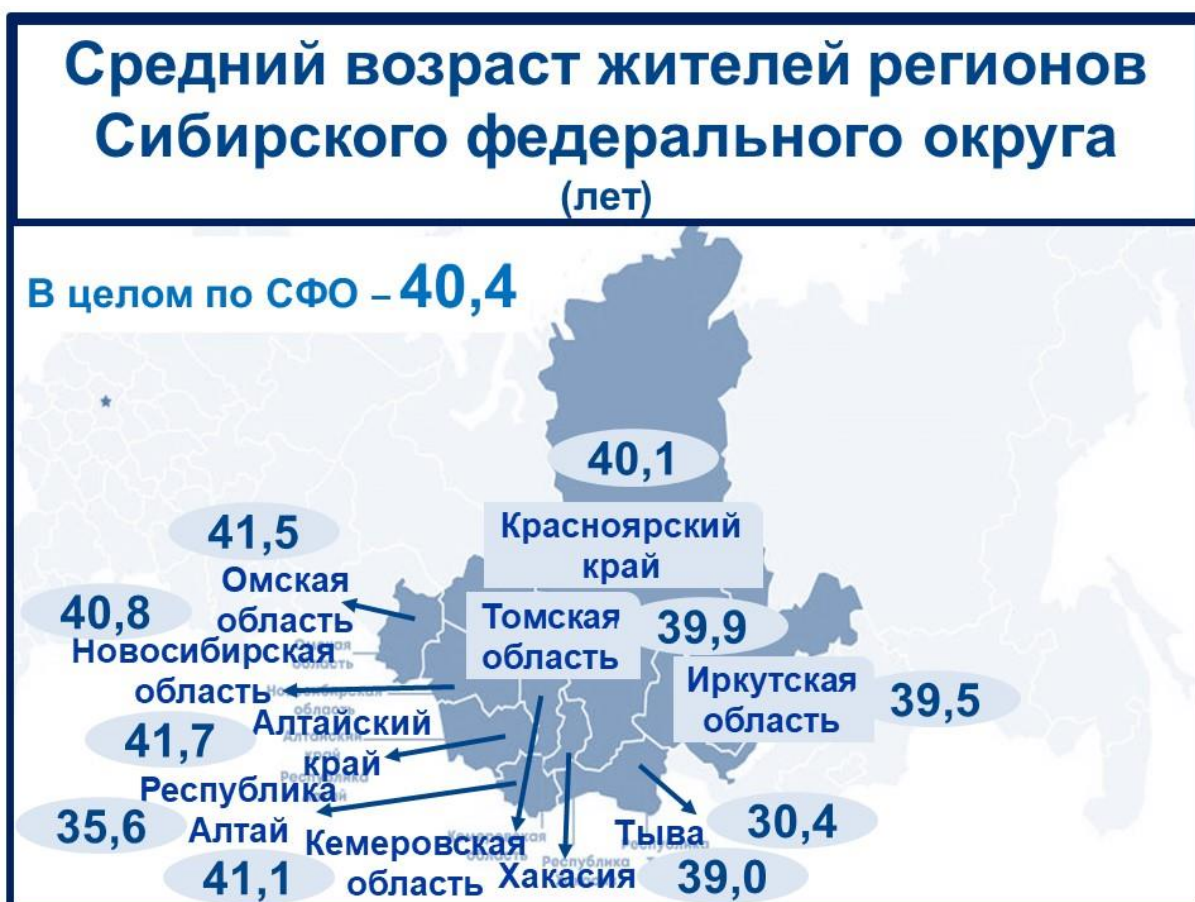 Средний возраст жителей регионов
Сибирского федерального округа
(лет)
В целом по СФО – 40,4
40,1
Красноярский
край
41,5
Омская
область
40,8
Новосибирская
область
Томская
область
39,9
Иркутская
область
39,5
Алтайский
край
41,7
Республика
Алтай
35,6
Кемеровская
область
41,1
Хакасия
39,0
Тыва
30,4